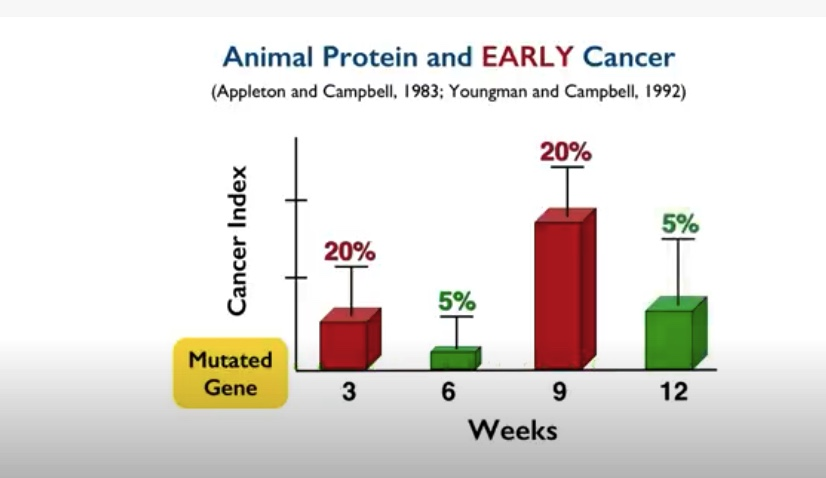 Animal Protein and EARLY Cancer
(Appleton and Campbell, 1983; Youngman and Campbell, 1992)
Cancer Index
20%
5%
20%
5%
Mutated
Gene
3 6 9 12
Weeks